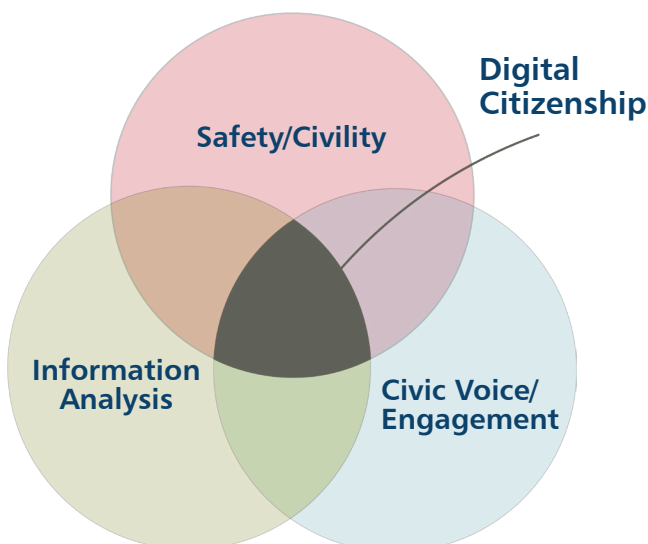 Digital
Citizenship
Safety/Civility
Information
Analysis
Civic Voice/
Engagement